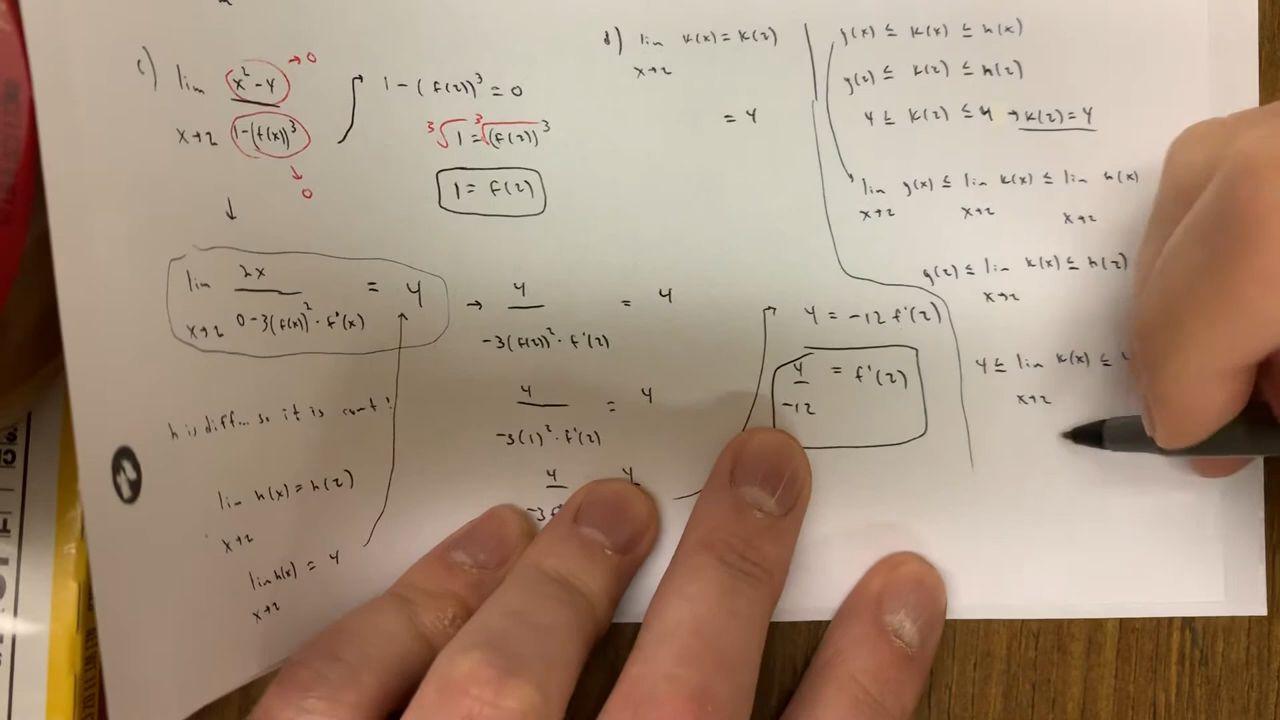 c) lim x² - 4 → 0
x→2 1-(f(x))³
↓
0
1 - (f(2))³ = 0
³√1 = ³√(f(2))³
1 = f(2)
↓
lim 2x = 4
x→2 0-3(f(x))² · f'(x)
→ 4 = 4
-3(f(2))² · f'(2)
4 = 4
-3(1)² · f'(2)
4 4
4 = -12 f'(2)
4 = f'(2)
-12
h is diff... so it is cont!
lim h(x) = h(2)
x→2
lim h(x) = 4
x→2
d) lim k(x) = k(2)
x→2
= 4
g(x) ≤ k(x) ≤ h(x)
g(2) ≤ k(2) ≤ h(2)
4 ≤ k(2) ≤ 4 → k(2) = 4
lim g(x) ≤ lim k(x) ≤ lim h(x)
x→2 x→2 x→2
g(2) ≤ lim k(x) ≤ h(2)
x→2
4 ≤ lim k(x) ≤
x→2